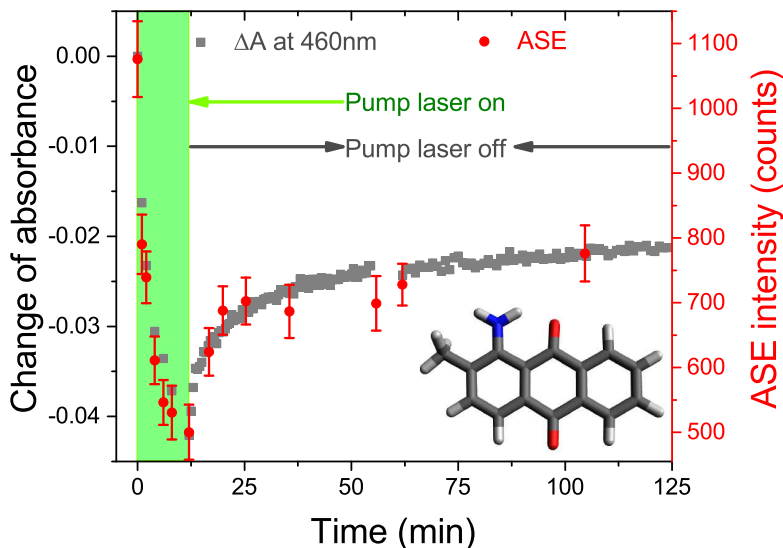 ΔA at 460nm
ASE
Pump laser on
Pump laser off
Change of absorbance
0.00
-0.01
-0.02
-0.03
-0.04
ASE intensity (counts)
1100
1000
900
800
700
600
500
0
25
50
75
100
125
Time (min)